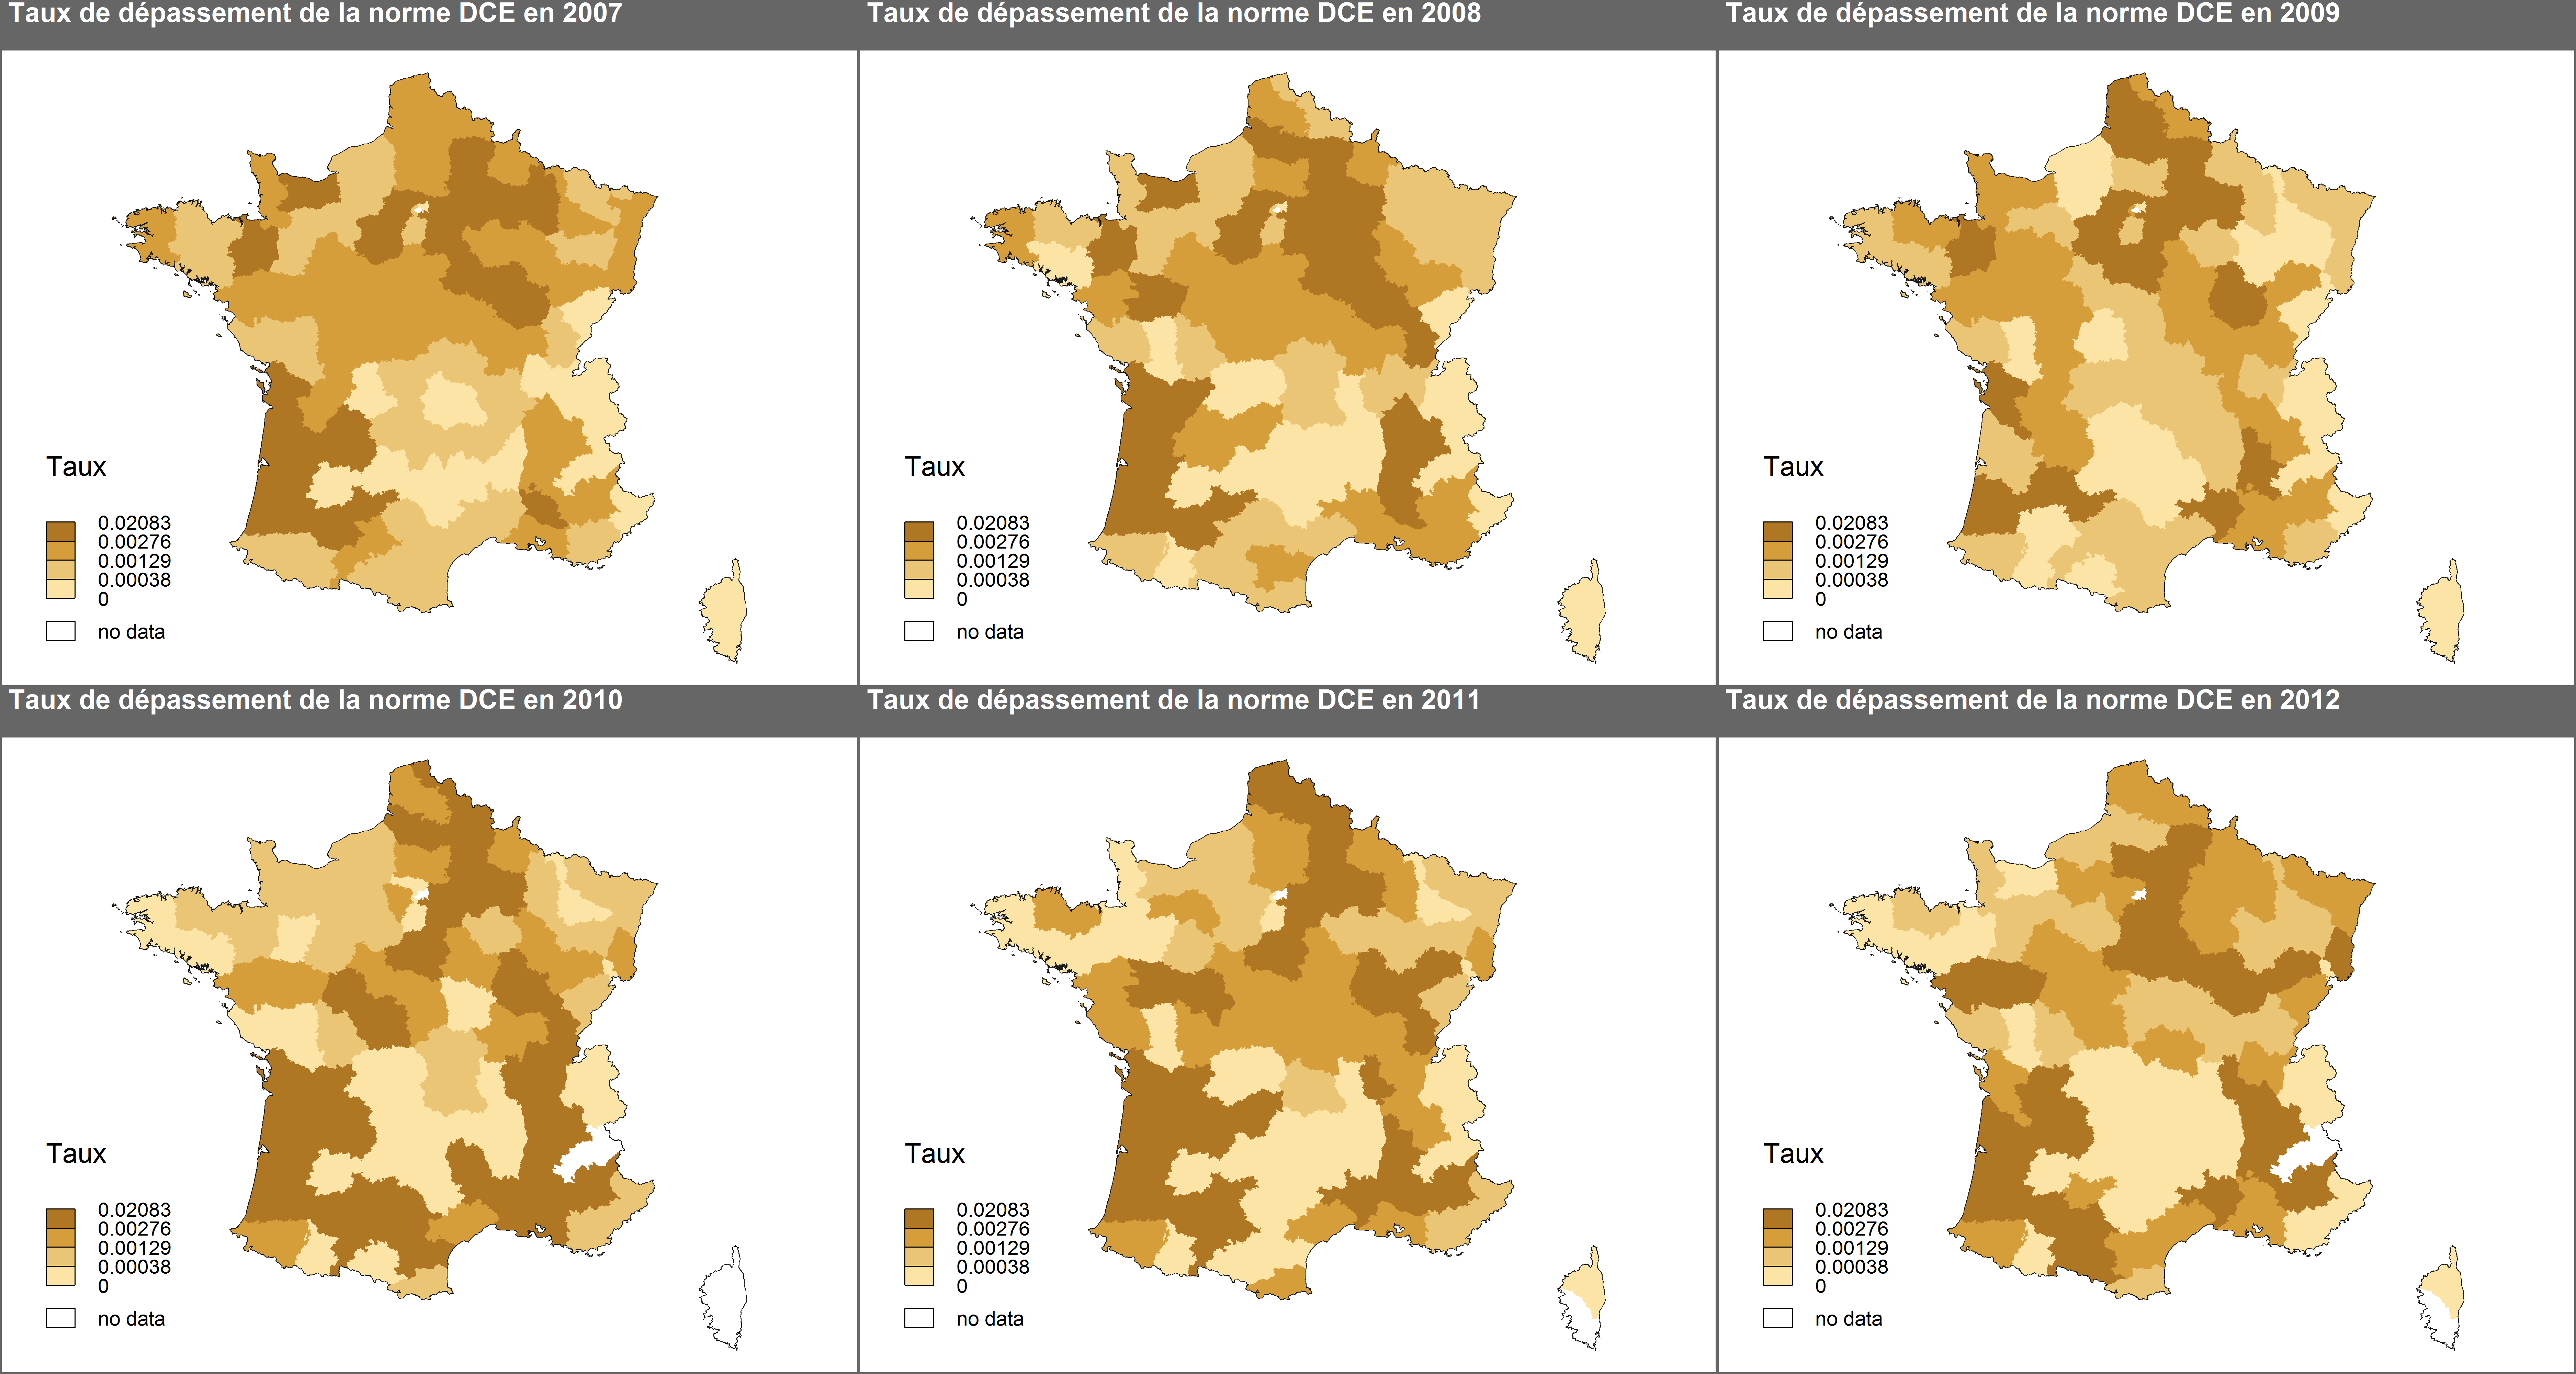 Taux de dépassement de la norme DCE en 2007
Taux de dépassement de la norme DCE en 2008
Taux de dépassement de la norme DCE en 2009
Taux
0.02083
0.00276
0.00129
0.00038
0
no data
Taux
0.02083
0.00276
0.00129
0.00038
0
no data
Taux
0.02083
0.00276
0.00129
0.00038
0
no data
Taux de dépassement de la norme DCE en 2010
Taux de dépassement de la norme DCE en 2011
Taux de dépassement de la norme DCE en 2012
Taux
0.02083
0.00276
0.00129
0.00038
0
no data
Taux
0.02083
0.00276
0.00129
0.00038
0
no data
Taux
0.02083
0.00276
0.00129
0.00038
0
no data